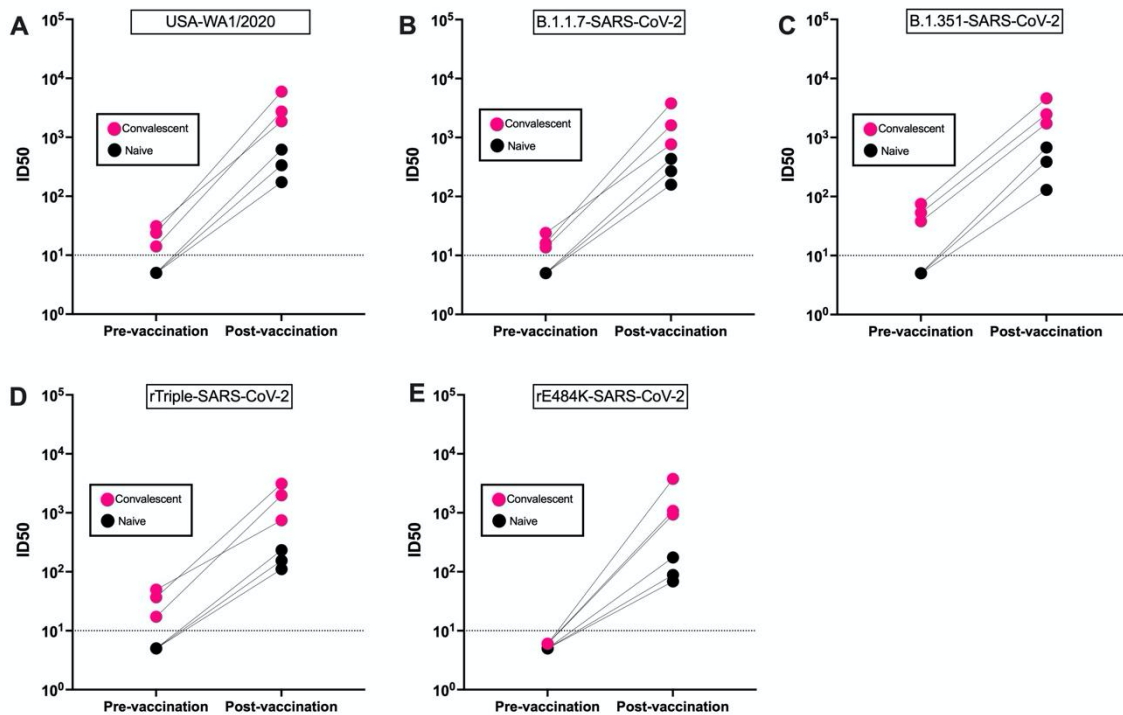 A
USA-WA1/2020
10⁵
10⁴
10³
10²
10¹
10⁰
ID50
Convalescent
Naive
Pre-vaccination Post-vaccination
B
B.1.1.7-SARS-CoV-2
10⁵
10⁴
10³
10²
10¹
10⁰
ID50
Convalescent
Naive
Pre-vaccination Post-vaccination
C
B.1.351-SARS-CoV-2
10⁵
10⁴
10³
10²
10¹
10⁰
ID50
Convalescent
Naive
Pre-vaccination Post-vaccination
D
rTriple-SARS-CoV-2
10⁵
10⁴
10³
10²
10¹
10⁰
ID50
Convalescent
Naive
Pre-vaccination Post-vaccination
E
rE484K-SARS-CoV-2
10⁵
10⁴
10³
10²
10¹
10⁰
ID50
Convalescent
Naive
Pre-vaccination Post-vaccination